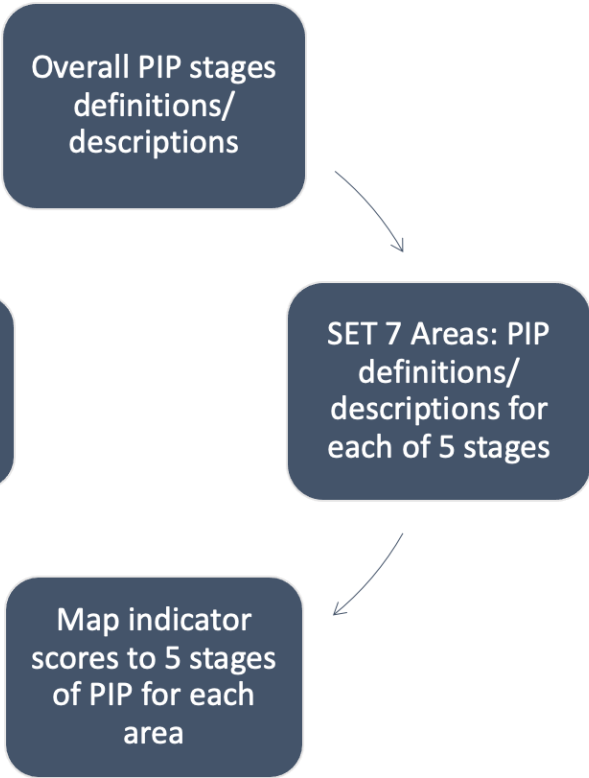 Overall PIP stages
definitions/
descriptions
SET 7 Areas: PIP
definitions/
descriptions for
each of 5 stages
Map indicator
scores to 5 stages
of PIP for each
area